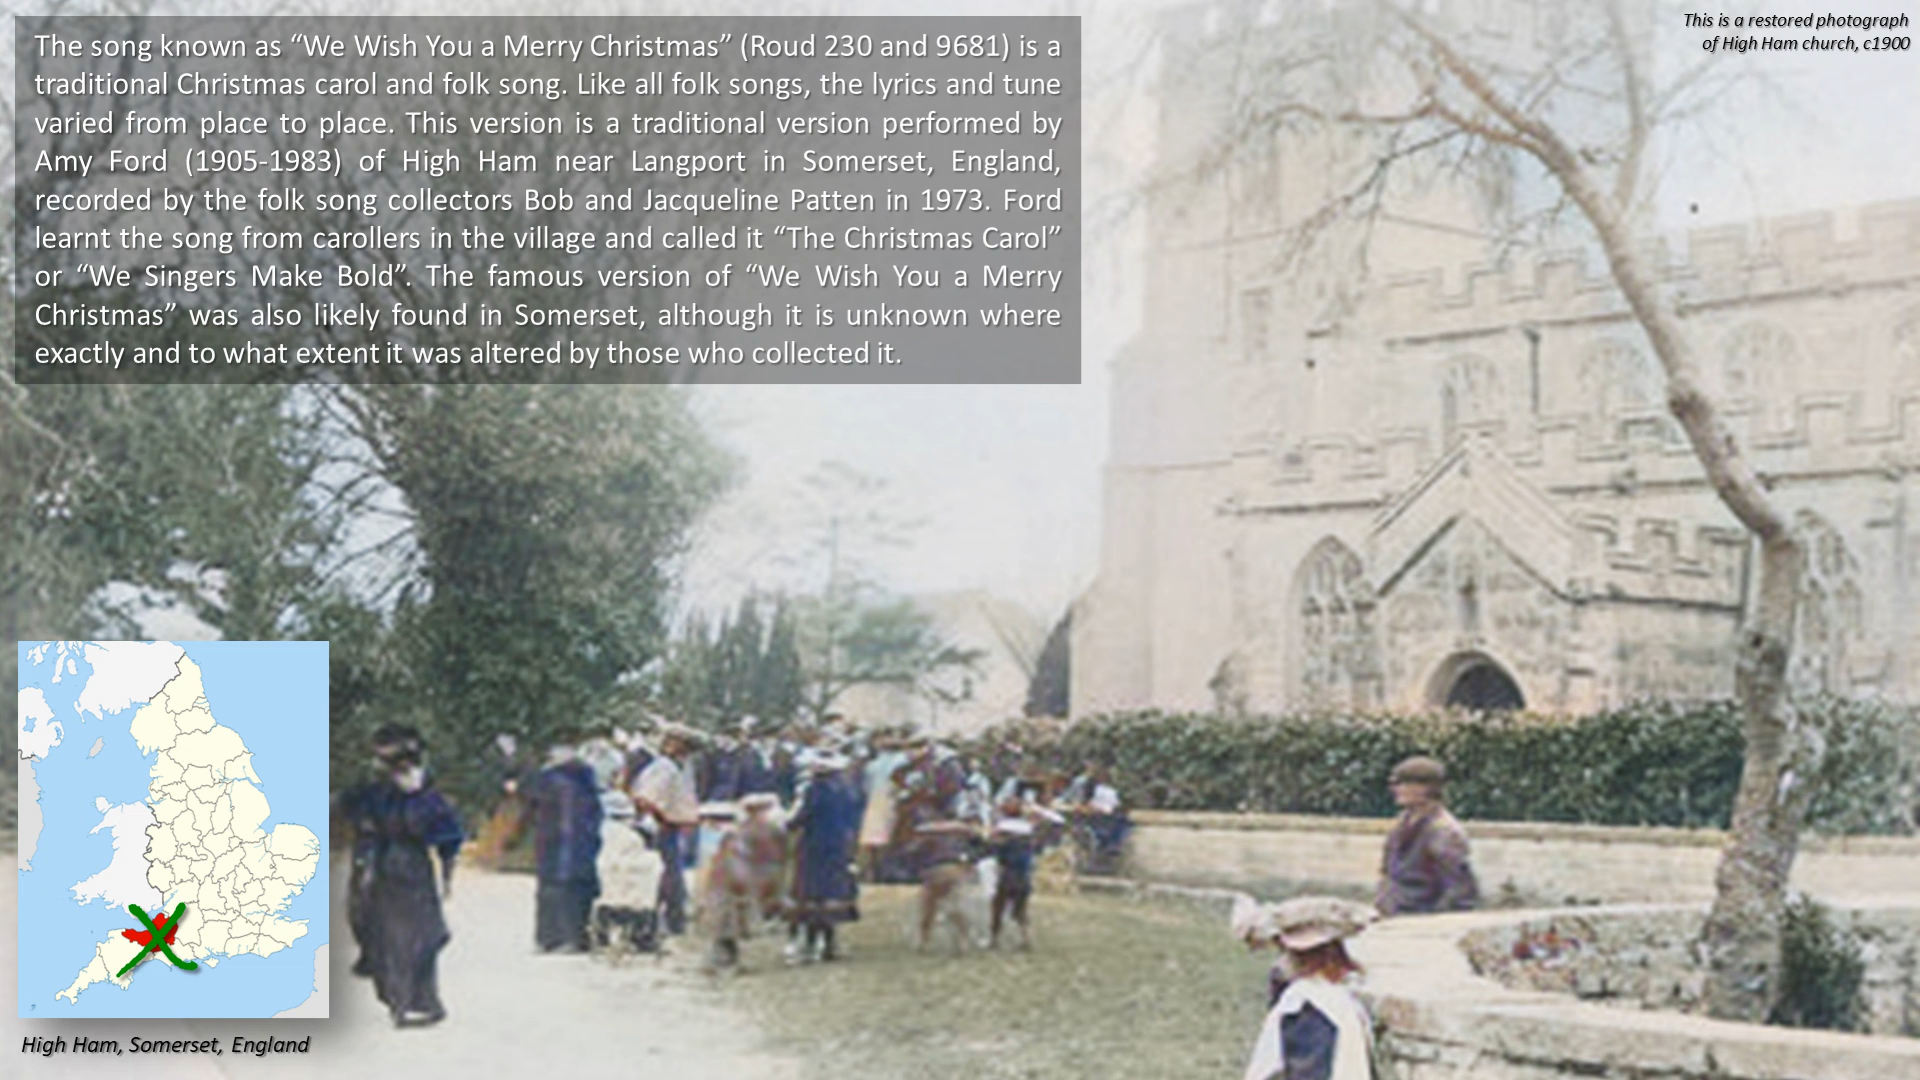 The song known as “We Wish You a Merry Christmas” (Roud 230 and 9681) is a
traditional Christmas carol and folk song. Like all folk songs, the lyrics and tune
varied from place to place. This version is a traditional version performed by
Amy Ford (1905-1983) of High Ham near Langport in Somerset, England,
recorded by the folk song collectors Bob and Jacqueline Patten in 1973. Ford
learnt the song from carollers in the village and called it “The Christmas Carol”
or “We Singers Make Bold”. The famous version of “We Wish You a Merry
Christmas” was also likely found in Somerset, although it is unknown where
exactly and to what extent it was altered by those who collected it.
This is a restored photograph
of High Ham church, c1900
High Ham, Somerset, England